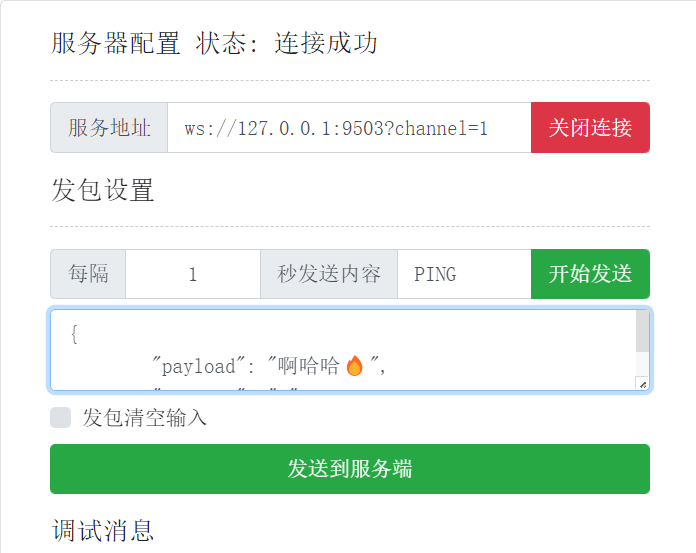 服务器配置 状态: 连接成功
服务地址 ws://127.0.0.1:9503?channel=1 关闭连接
发包设置
每隔 1 秒发送内容 PING 开始发送
{
"payload": "啊哈哈🔥",
发包清空输入
发送到服务端
调试消息